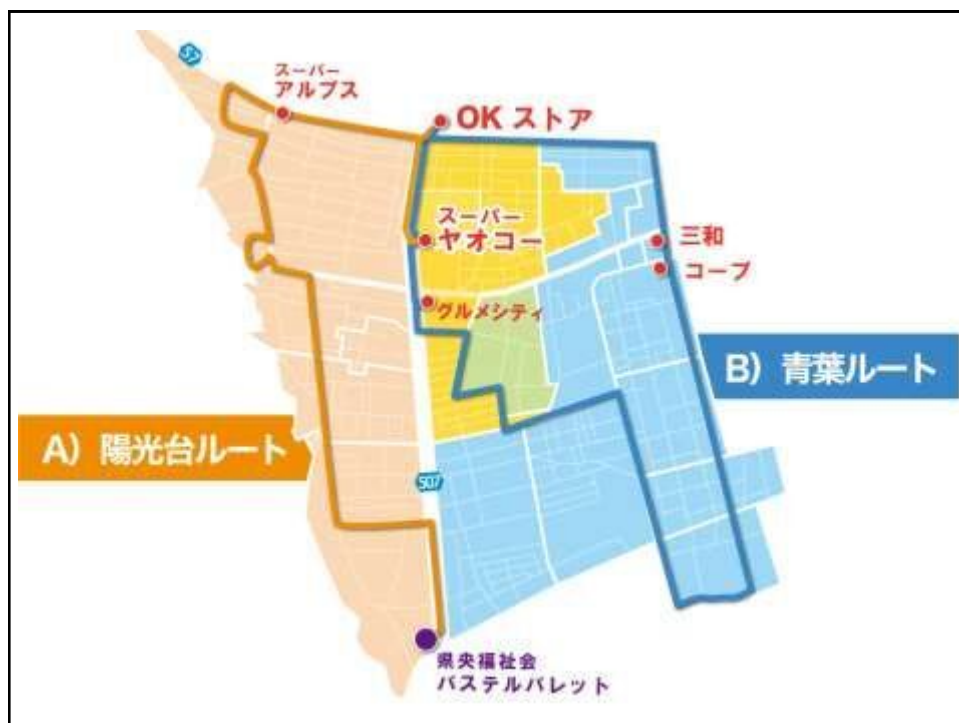 57
スーパー
アルプス
OK ストア
スーパー
ヤオコー
三和
コープ
グルメシティ
B）青葉ルート
A）陽光台ルート
507
県央福祉会
パステルパレット